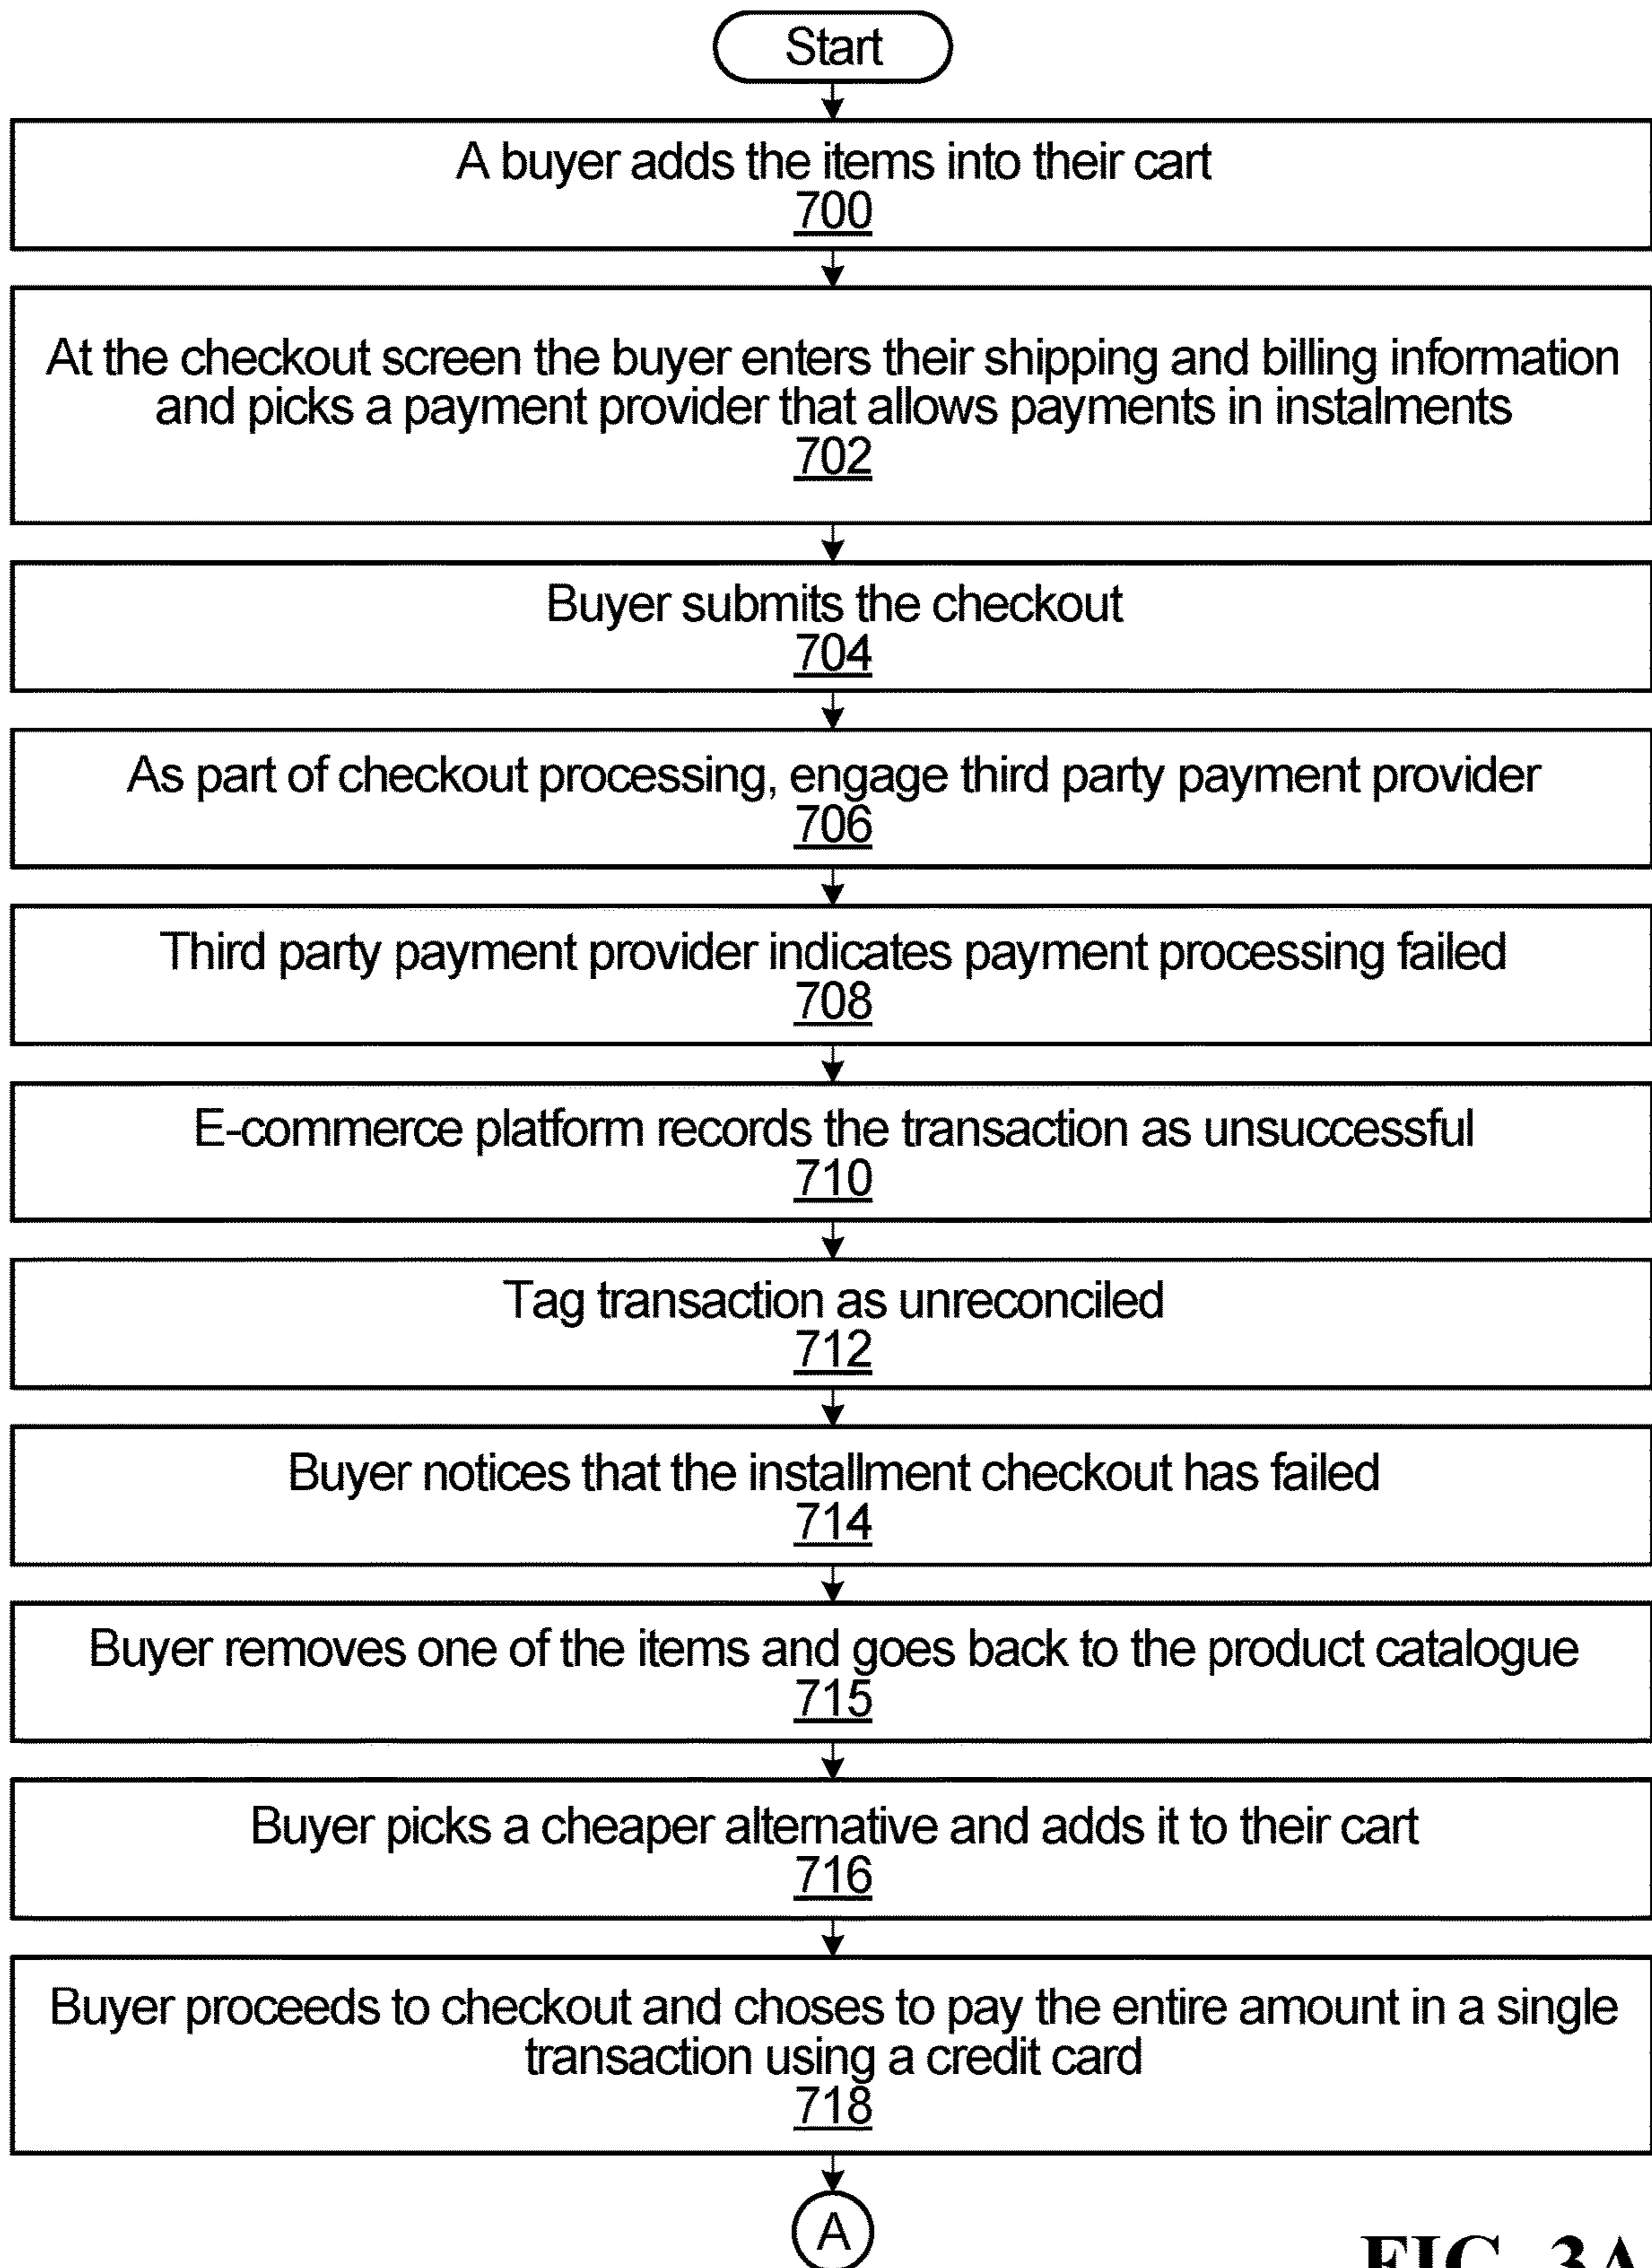 Start
A buyer adds the items into their cart
700
At the checkout screen the buyer enters their shipping and billing information
and picks a payment provider that allows payments in instalments
702
Buyer submits the checkout
704
As part of checkout processing, engage third party payment provider
706
Third party payment provider indicates payment processing failed
708
E-commerce platform records the transaction as unsuccessful
710
Tag transaction as unreconciled
712
Buyer notices that the installment checkout has failed
714
Buyer removes one of the items and goes back to the product catalogue
715
Buyer picks a cheaper alternative and adds it to their cart
716
Buyer proceeds to checkout and choses to pay the entire amount in a single
transaction using a credit card
718
A
FIG. 3A